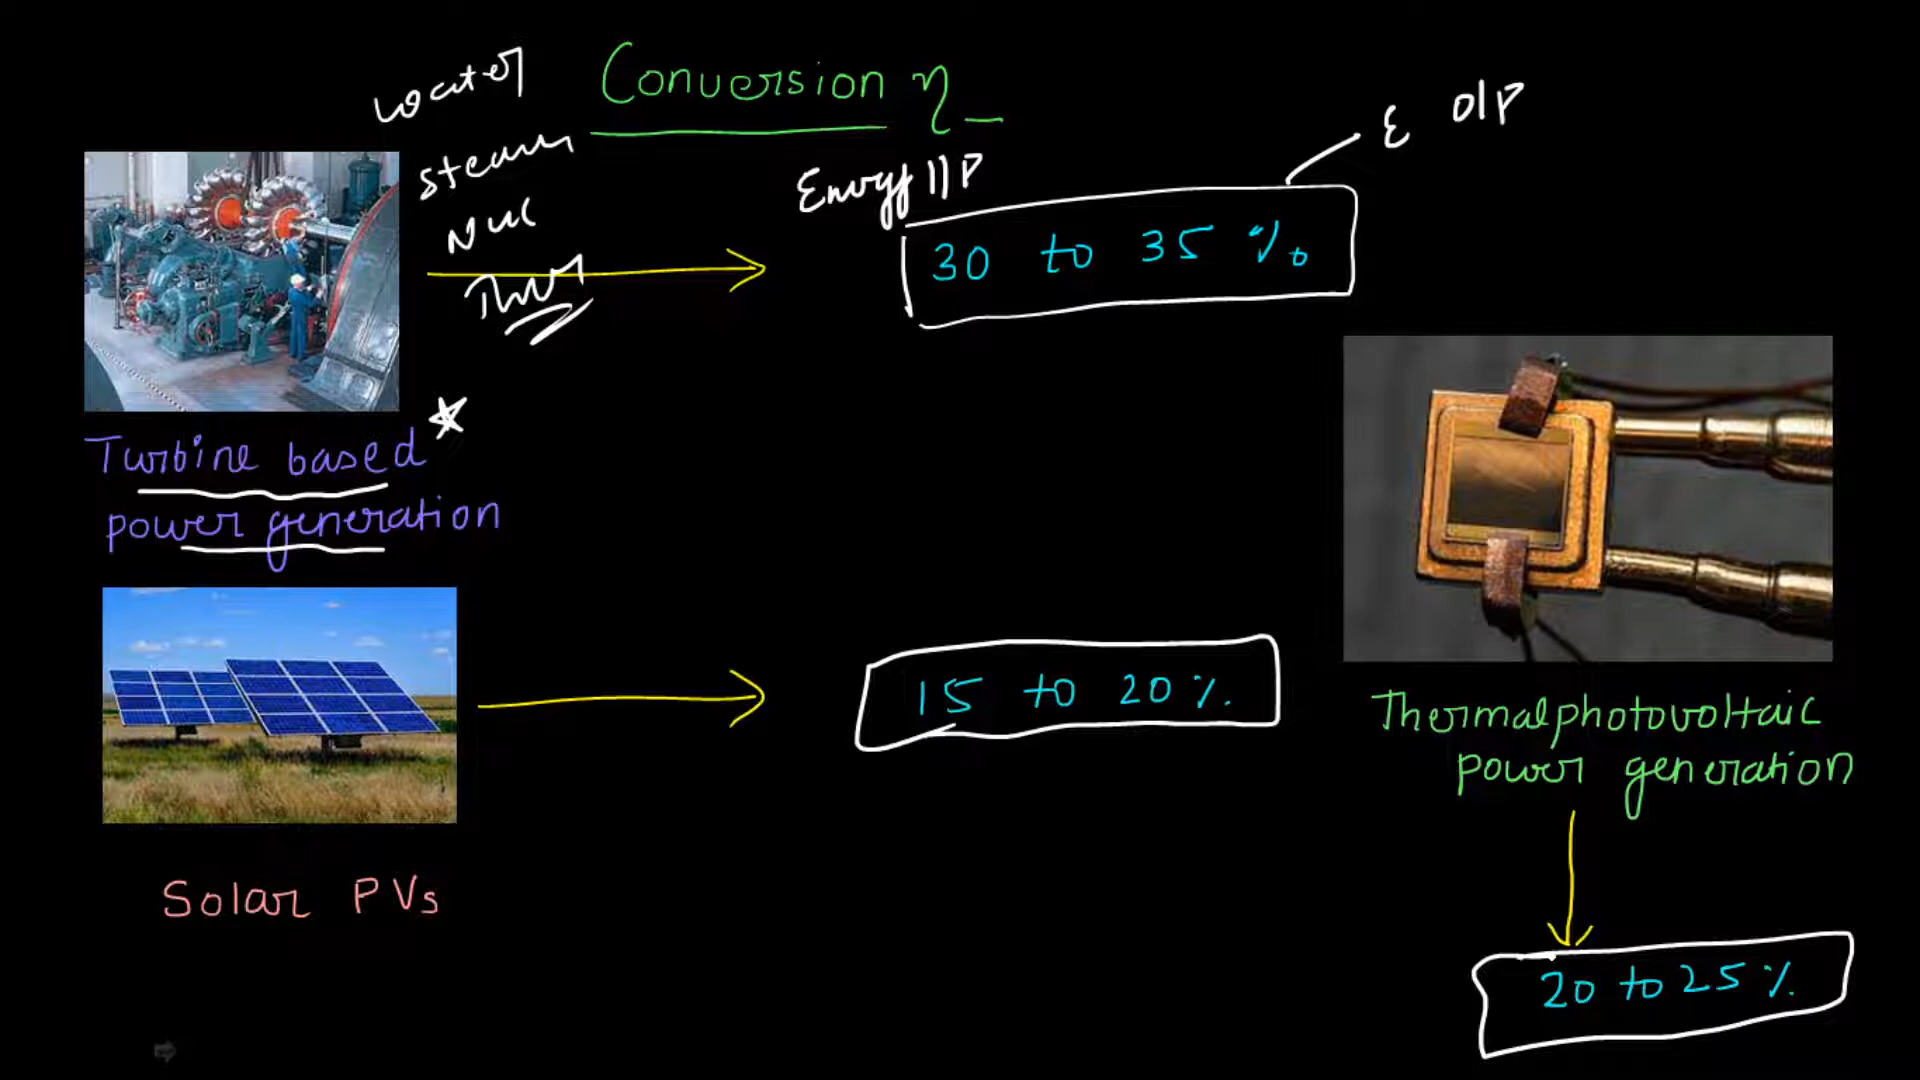 Conversion η
water
steam
Nuc
Ther
Energy I/P
E O/P
30 to 35 %
Turbine based
power generation
15 to 20 %
Solar PVs
Thermalphotovoltaic
power generation
20 to 25 %